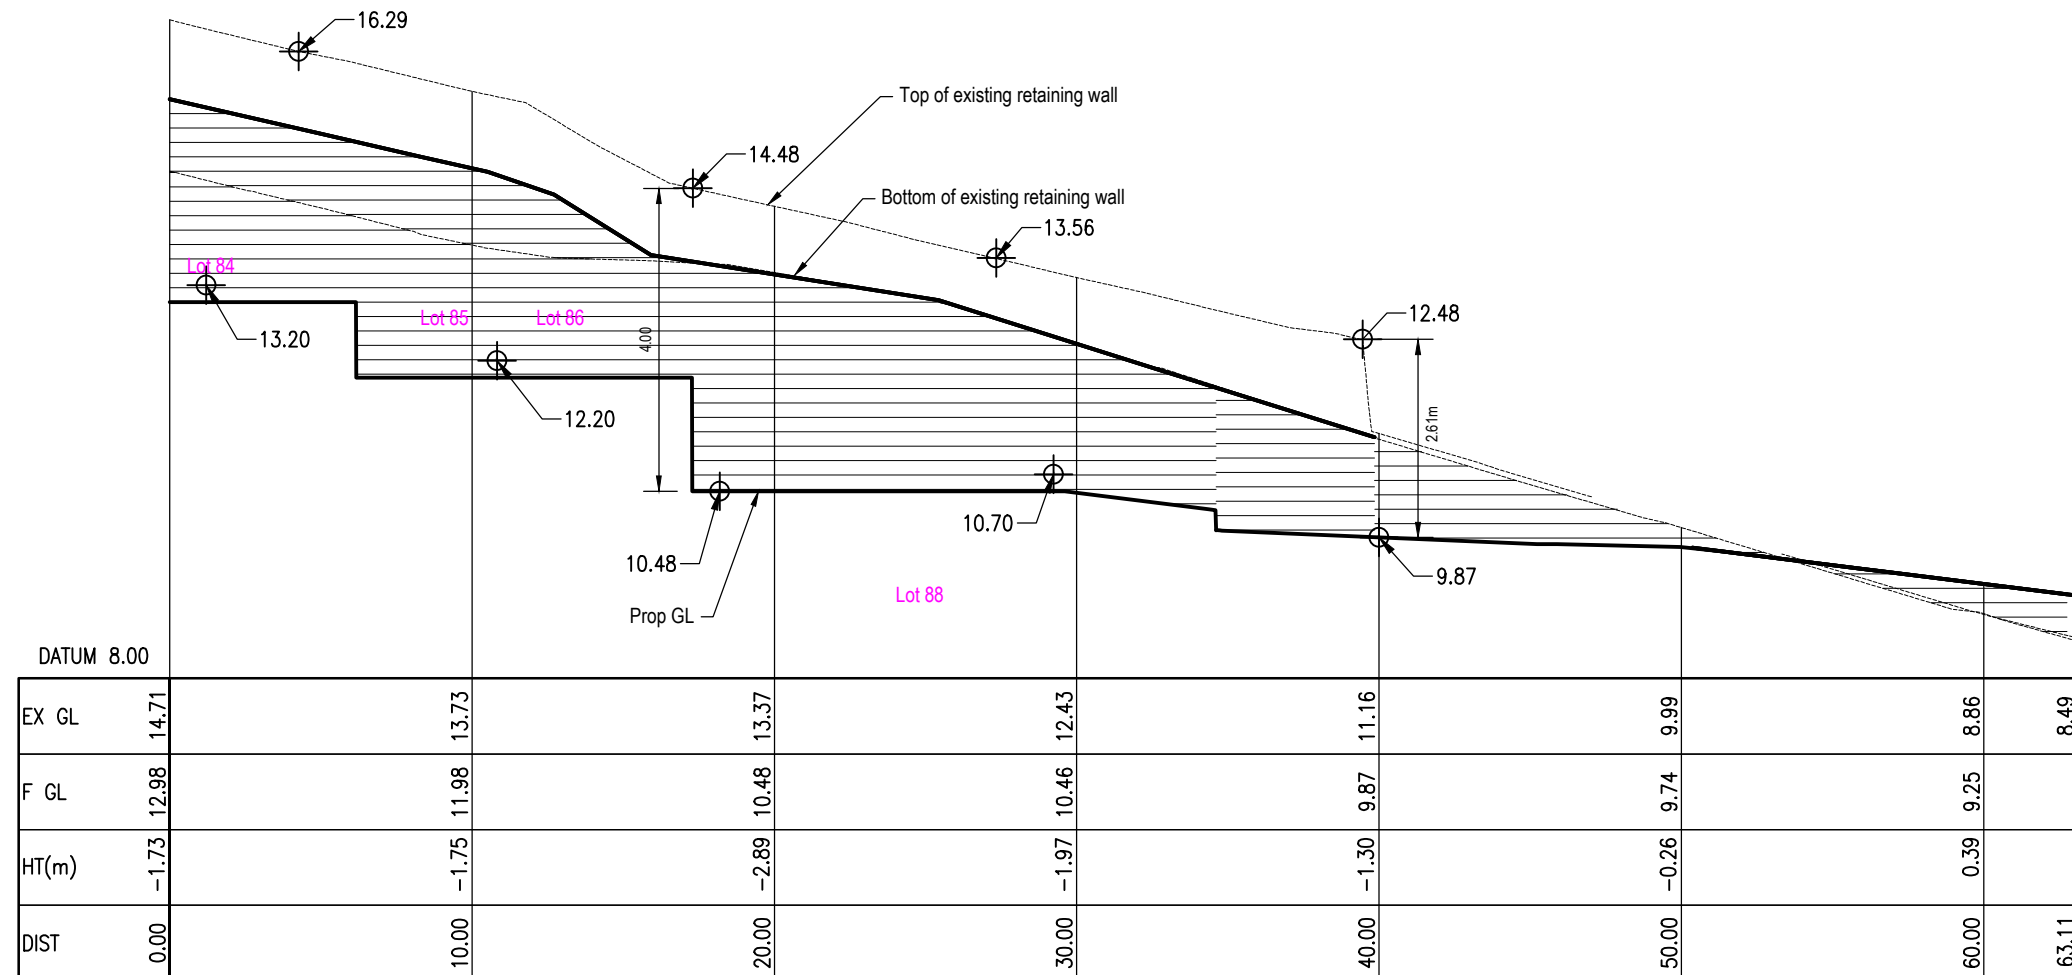 16.29
Top of existing retaining wall
14.48
Bottom of existing retaining wall
13.56
Lot 84
12.48
Lot 85
Lot 86
4.00
13.20
12.20
2.61m
10.70
10.48
9.87
Lot 88
Prop GL
DATUM 8.00
EX GL 14.71 13.73 13.37 12.43 11.16 9.99 8.86 8.49
F GL 12.98 11.98 10.48 10.46 9.87 9.74 9.25
HT(m) -1.73 -1.75 -2.89 -1.97 -1.30 -0.26 0.39
DIST 0.00 10.00 20.00 30.00 40.00 50.00 60.00 63.11